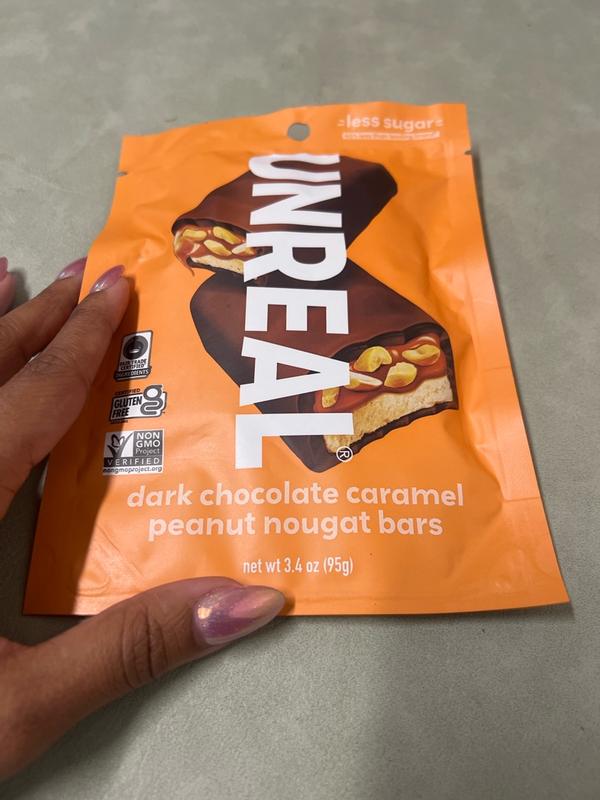 less sugar
UNREAL®
FAIR TRADE
CERTIFIED
INGREDIENTS
CERTIFIED
GLUTEN
FREE
NON
GMO
Project
VERIFIED
nongmoproject.org
dark chocolate caramel
peanut nougat bars
net wt 3.4 oz (95g)